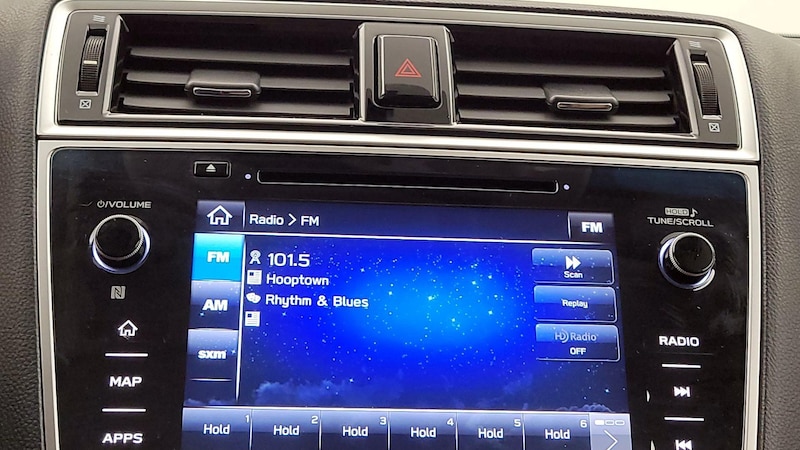 ⏻/VOLUME
HOLD ♪
TUNE/SCROLL
Radio > FM
FM
FM
101.5
Scan
Hooptown
AM
Rhythm & Blues
Replay
HD Radio
OFF
sxm
RADIO
MAP
APPS
1 2 3 4 5 6
Hold Hold Hold Hold Hold Hold